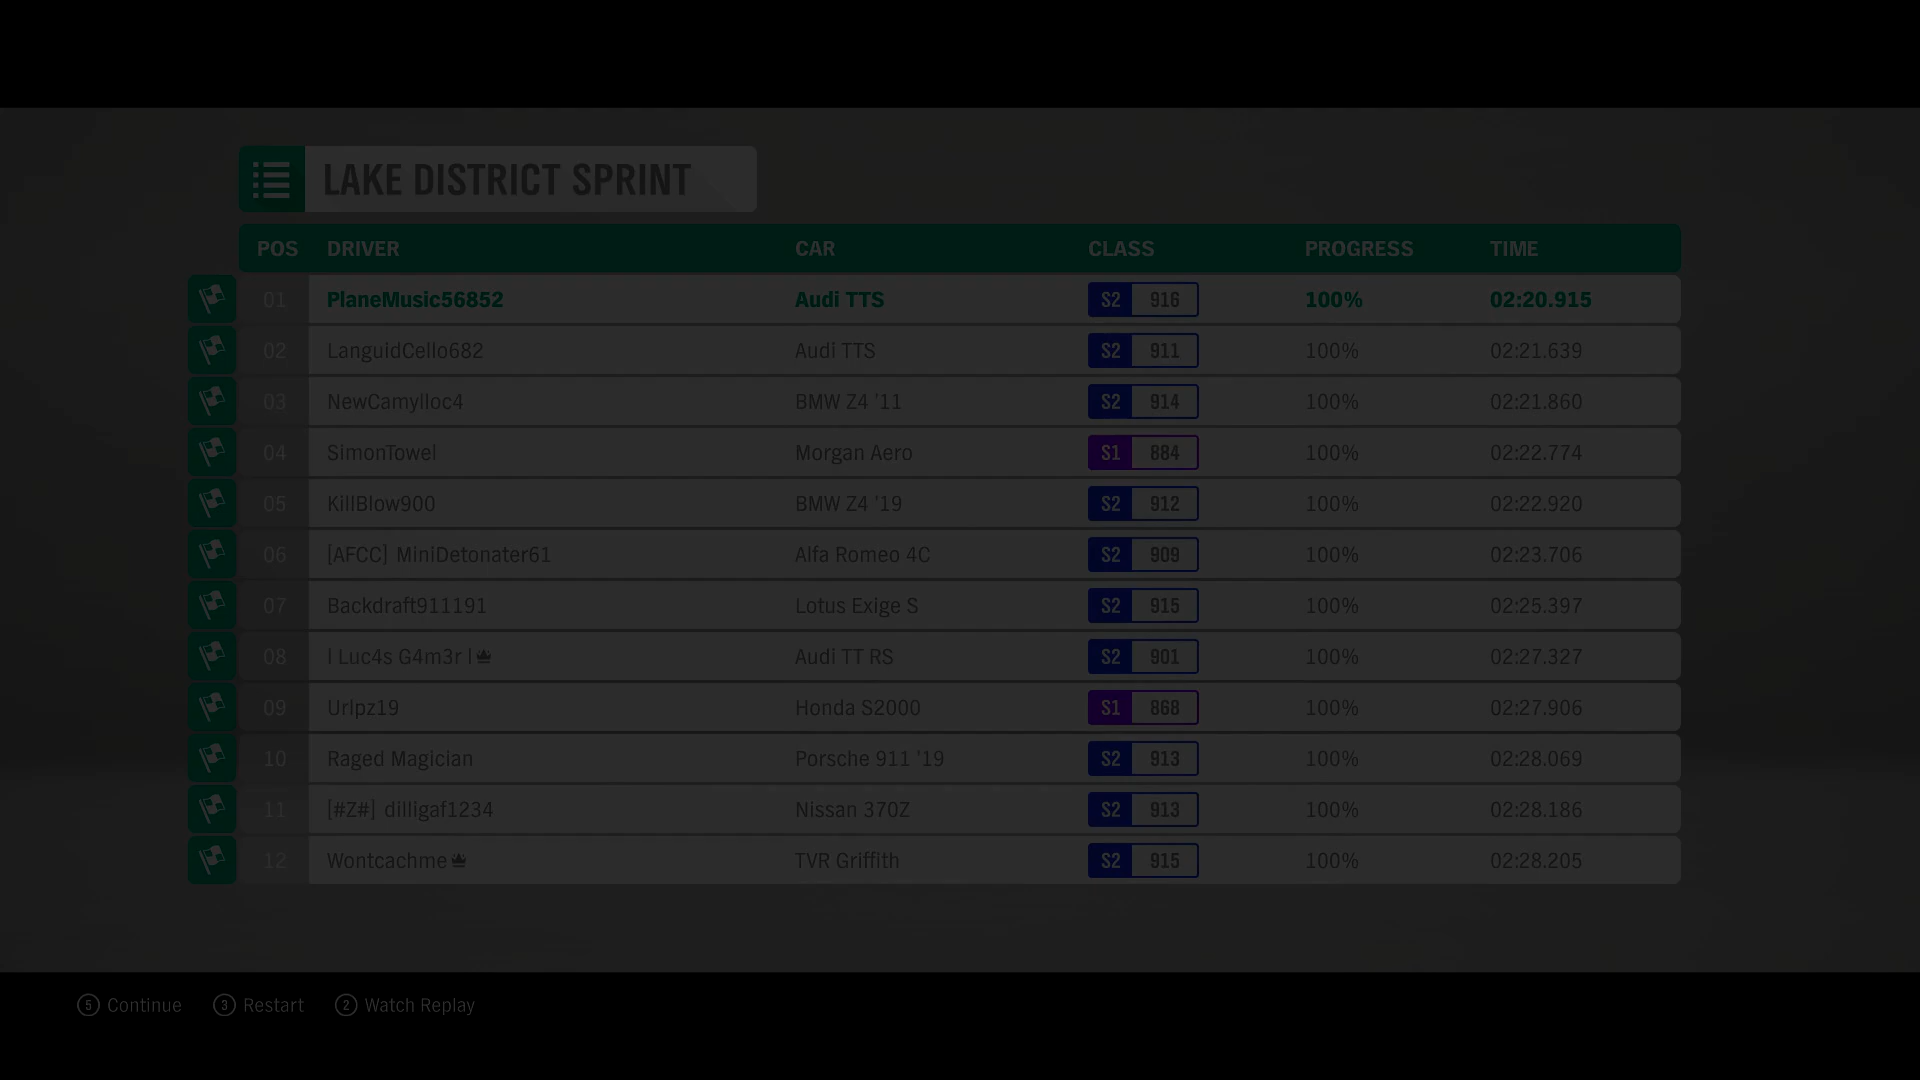 LAKE DISTRICT SPRINT
POS DRIVER CAR CLASS PROGRESS TIME
01 PlaneMusic56852 Audi TTS S2 916 100% 02:20.915
02 LanguidCello682 Audi TTS S2 911 100% 02:21.639
03 NewCamylloc4 BMW Z4 '11 S2 914 100% 02:21.860
04 SimonTowel Morgan Aero S1 884 100% 02:22.774
05 KillBlow900 BMW Z4 '19 S2 912 100% 02:22.920
06 [AFCC] MiniDetonater61 Alfa Romeo 4C S2 909 100% 02:23.706
07 Backdraft911191 Lotus Exige S S2 915 100% 02:25.397
08 l Luc4s G4m3r l Audi TT RS S2 901 100% 02:27.327
09 Urlpz19 Honda S2000 S1 868 100% 02:27.906
10 Raged Magician Porsche 911 '19 S2 913 100% 02:28.069
11 [#Z#] dilligaf1234 Nissan 370Z S2 913 100% 02:28.186
12 Wontcachme TVR Griffith S2 915 100% 02:28.205
5 Continue 3 Restart 2 Watch Replay